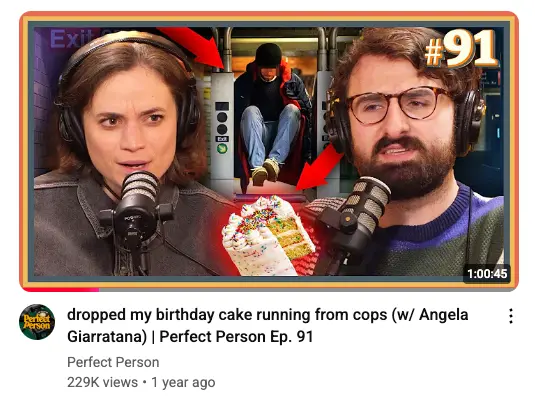 Exit
#91
Exit
1:00:45
Perfect
Person
dropped my birthday cake running from cops (w/ Angela
Giarratana) | Perfect Person Ep. 91
Perfect Person
229K views • 1 year ago